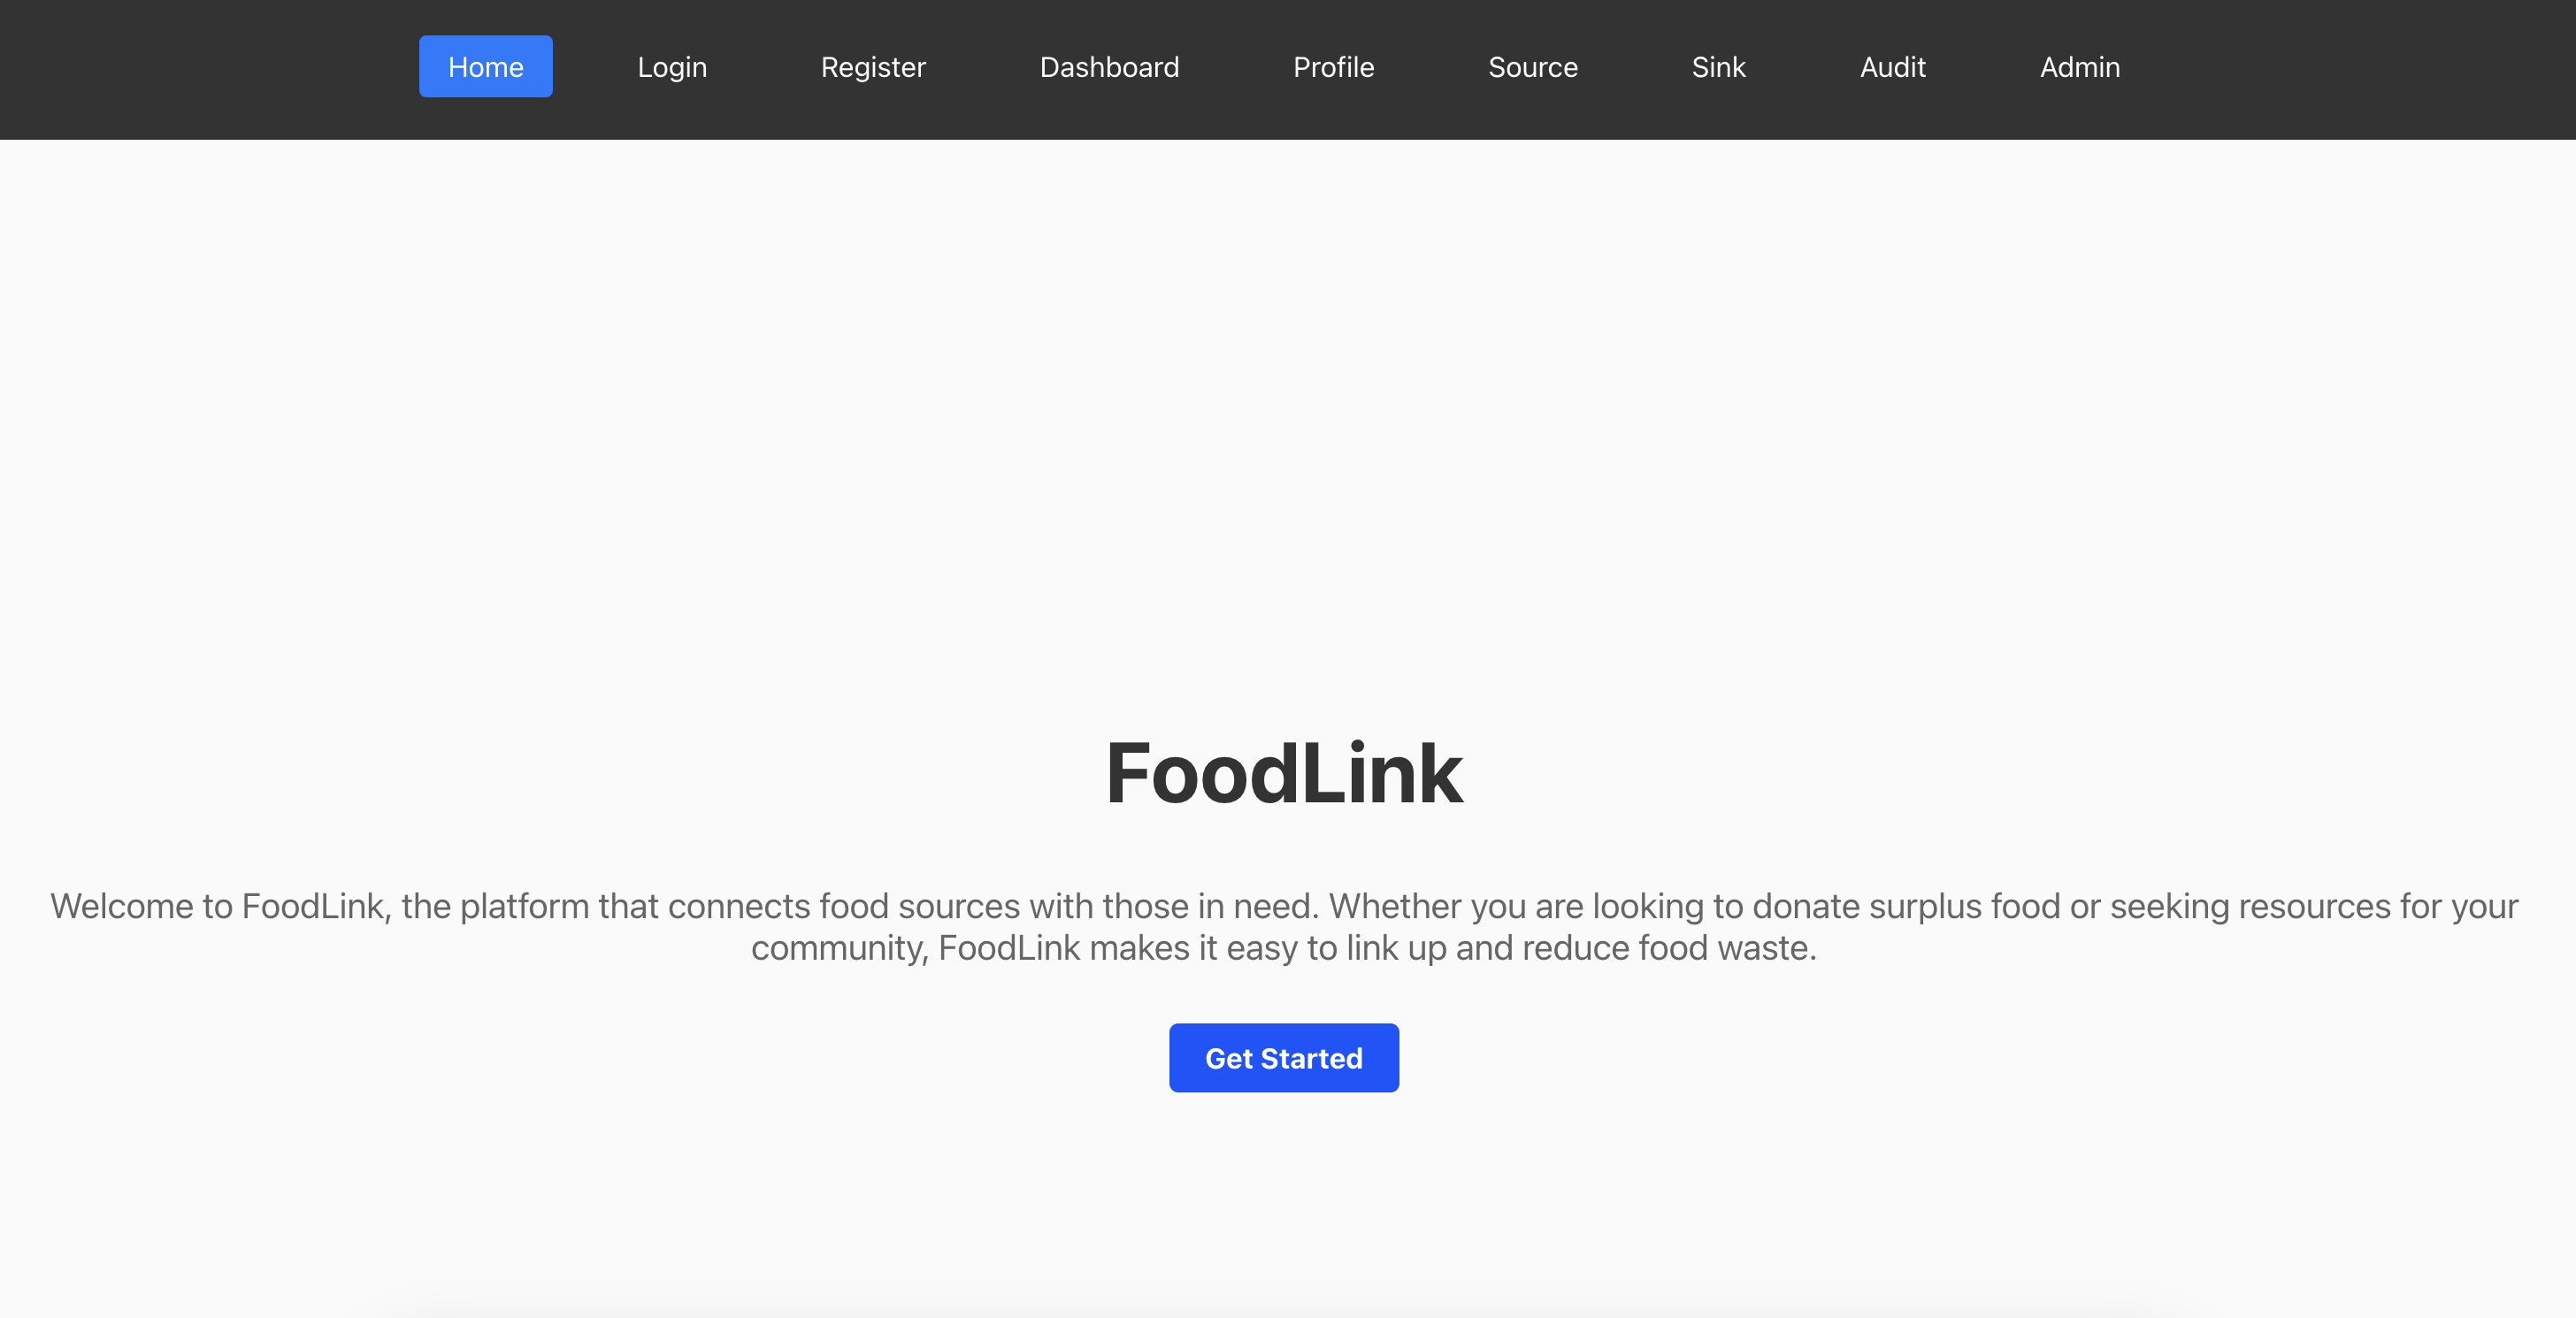 Home Login Register Dashboard Profile Source Sink Audit Admin
FoodLink
Welcome to FoodLink, the platform that connects food sources with those in need. Whether you are looking to donate surplus food or seeking resources for your
community, FoodLink makes it easy to link up and reduce food waste.
Get Started